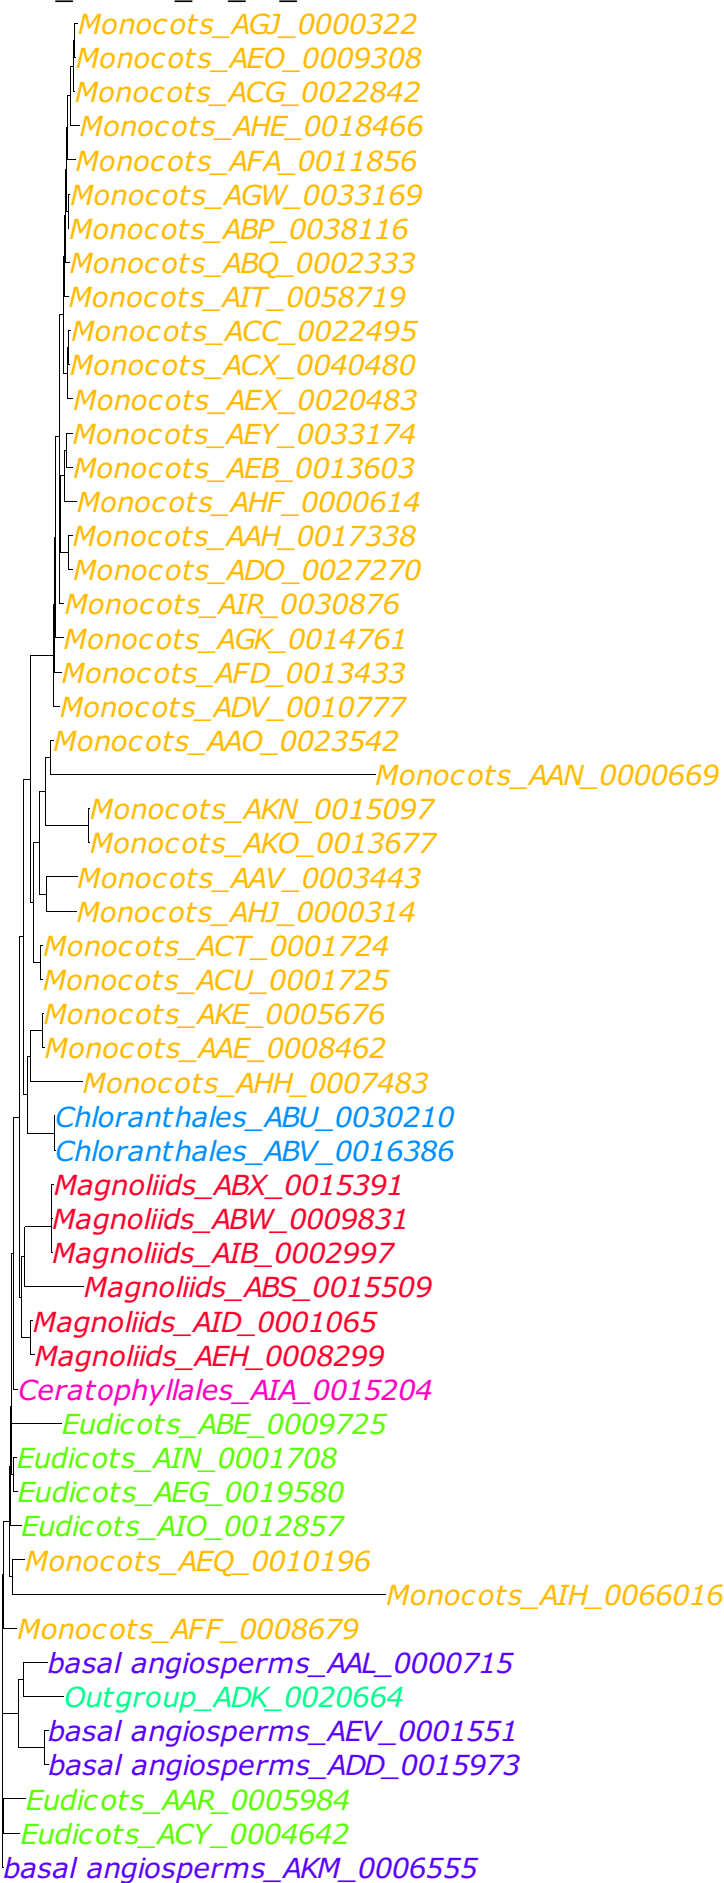 Monocots_AGJ_0000322
Monocots_AEO_0009308
Monocots_ACG_0022842
Monocots_AHE_0018466
Monocots_AFA_0011856
Monocots_AGW_0033169
Monocots_ABP_0038116
Monocots_ABQ_0002333
Monocots_AIT_0058719
Monocots_ACC_0022495
Monocots_ACX_0040480
Monocots_AEX_0020483
Monocots_AEY_0033174
Monocots_AEB_0013603
Monocots_AHF_0000614
Monocots_AAH_0017338
Monocots_ADO_0027270
Monocots_AIR_0030876
Monocots_AGK_0014761
Monocots_AFD_0013433
Monocots_ADV_0010777
Monocots_AAO_0023542
Monocots_AAN_0000669
Monocots_AKN_0015097
Monocots_AKO_0013677
Monocots_AAV_0003443
Monocots_AHJ_0000314
Monocots_ACT_0001724
Monocots_ACU_0001725
Monocots_AKE_0005676
Monocots_AAE_0008462
Monocots_AHH_0007483
Chloranthales_ABU_0030210
Chloranthales_ABV_0016386
Magnoliids_ABX_0015391
Magnoliids_ABW_0009831
Magnoliids_AIB_0002997
Magnoliids_ABS_0015509
Magnoliids_AID_0001065
Magnoliids_AEH_0008299
Ceratophyllales_AIA_0015204
Eudicots_ABE_0009725
Eudicots_AIN_0001708
Eudicots_AEG_0019580
Eudicots_AIO_0012857
Monocots_AEQ_0010196
Monocots_AIH_0066016
Monocots_AFF_0008679
basal angiosperms_AAL_0000715
Outgroup_ADK_0020664
basal angiosperms_AEV_0001551
basal angiosperms_ADD_0015973
Eudicots_AAR_0005984
Eudicots_ACY_0004642
basal angiosperms_AKM_0006555